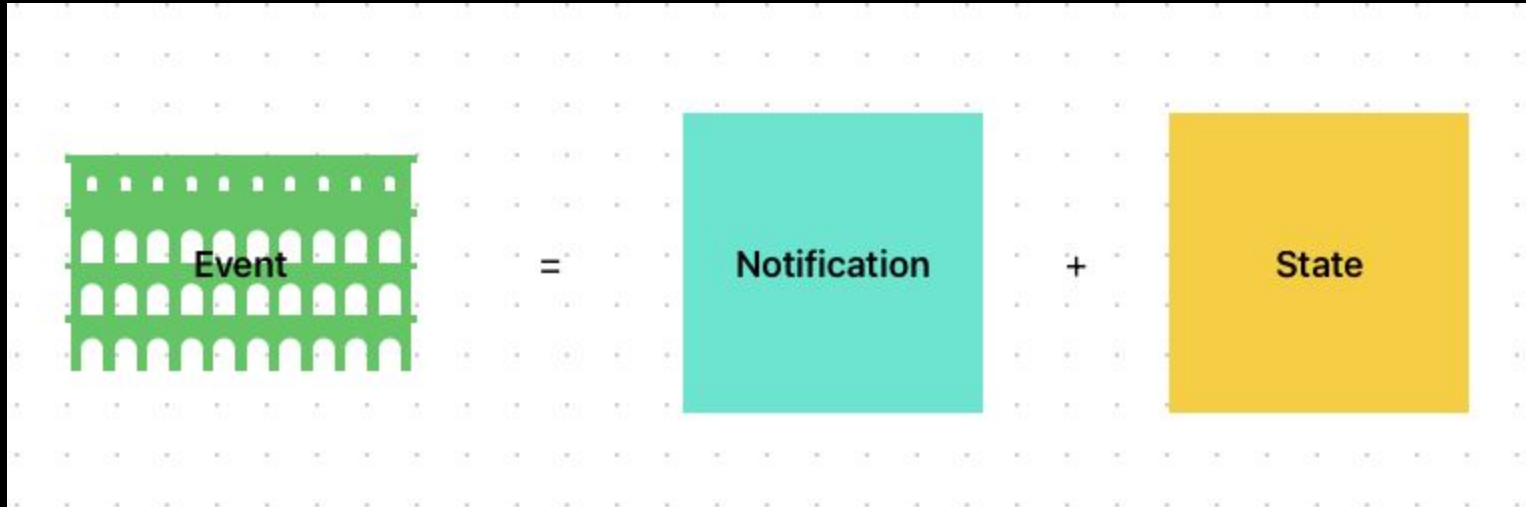 Event = Notification + State